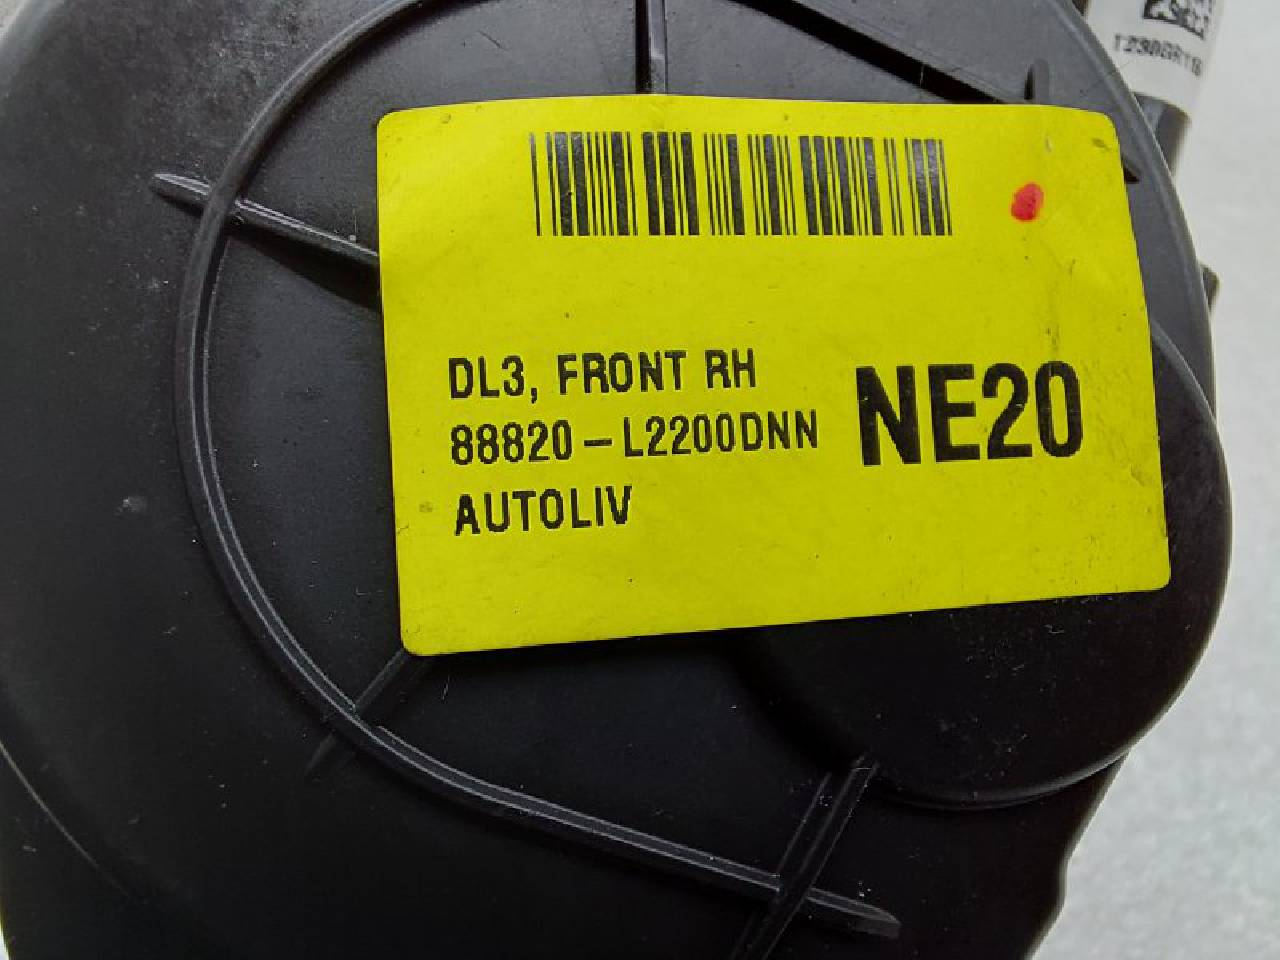 DL3, FRONT RH
88820-L2200DNN
NE20
AUTOLIV